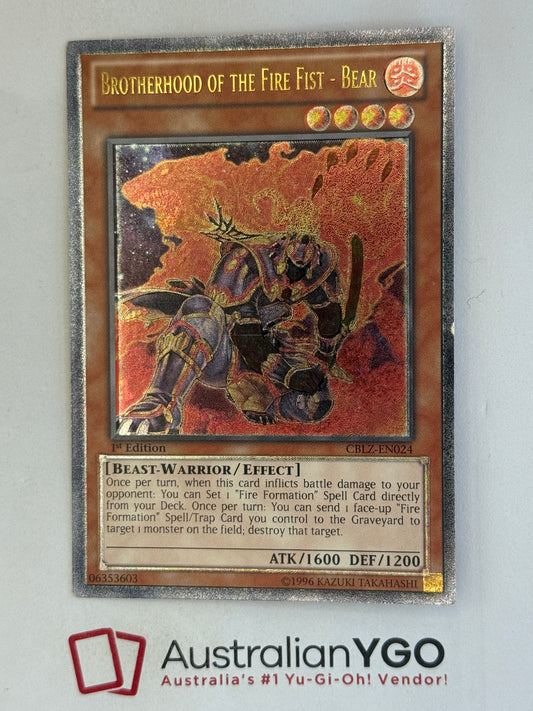 BROTHERHOOD OF THE FIRE FIST - BEAR
FIRE
炎
1st Edition
CBLZ-EN024
[BEAST-WARRIOR/EFFECT]
Once per turn, when this card inflicts battle damage to your
opponent: You can Set 1 "Fire Formation" Spell Card directly
from your Deck. Once per turn: You can send 1 face-up "Fire
Formation" Spell/Trap Card you control to the Graveyard to
target 1 monster on the field; destroy that target.
ATK/1600 DEF/1200
06353603
©1996 KAZUKI TAKAHASHI
AustralianYGO
Australia's #1 Yu-Gi-Oh! Vendor!